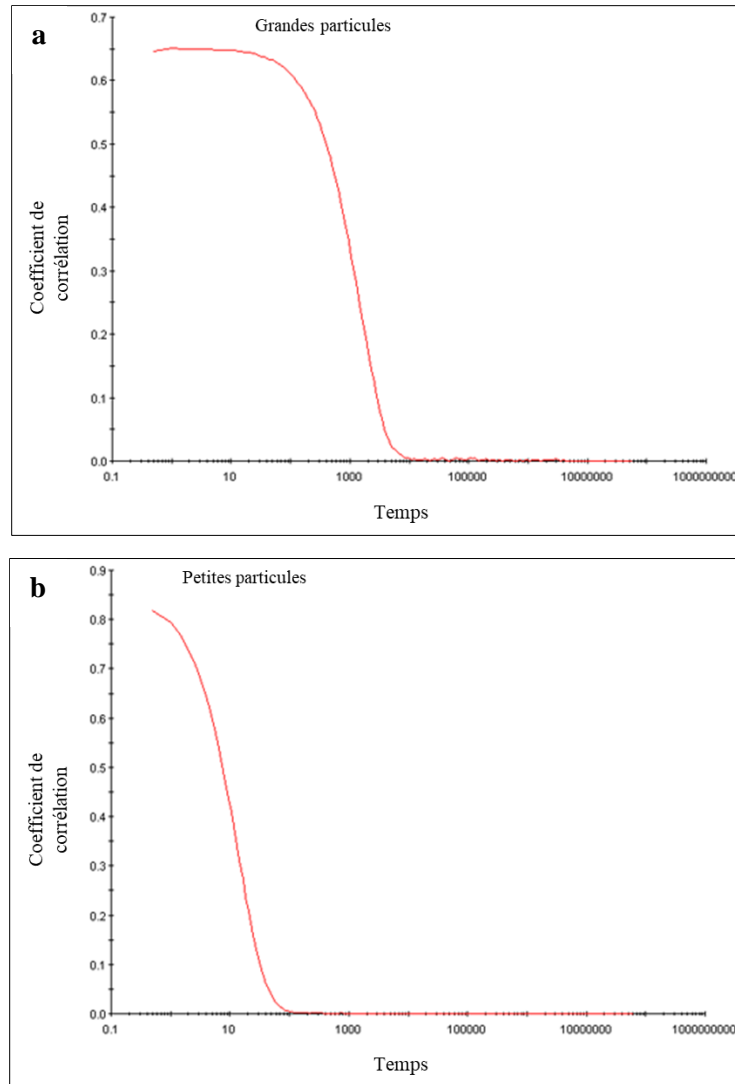 a
Grandes particules
0.7
0.6
0.5
0.4
0.3
0.2
0.1
0.0
Coefficient de
corrélation
0.1 10 1000 100000 10000000 1000000000
Temps
b
Petites particules
0.9
0.8
0.7
0.6
0.5
0.4
0.3
0.2
0.1
0.0
Coefficient de
corrélation
0.1 10 1000 100000 10000000 1000000000
Temps